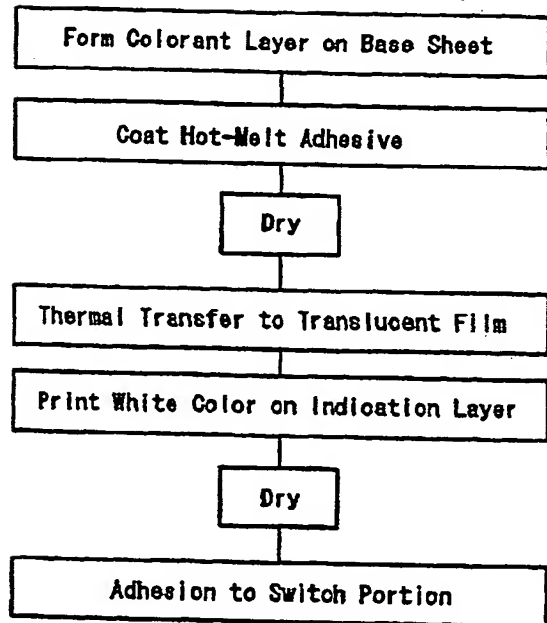 Form Colorant Layer on Base Sheet
Coat Hot-Melt Adhesive
Dry
Thermal Transfer to Translucent Film
Print White Color on Indication Layer
Dry
Adhesion to Switch Portion